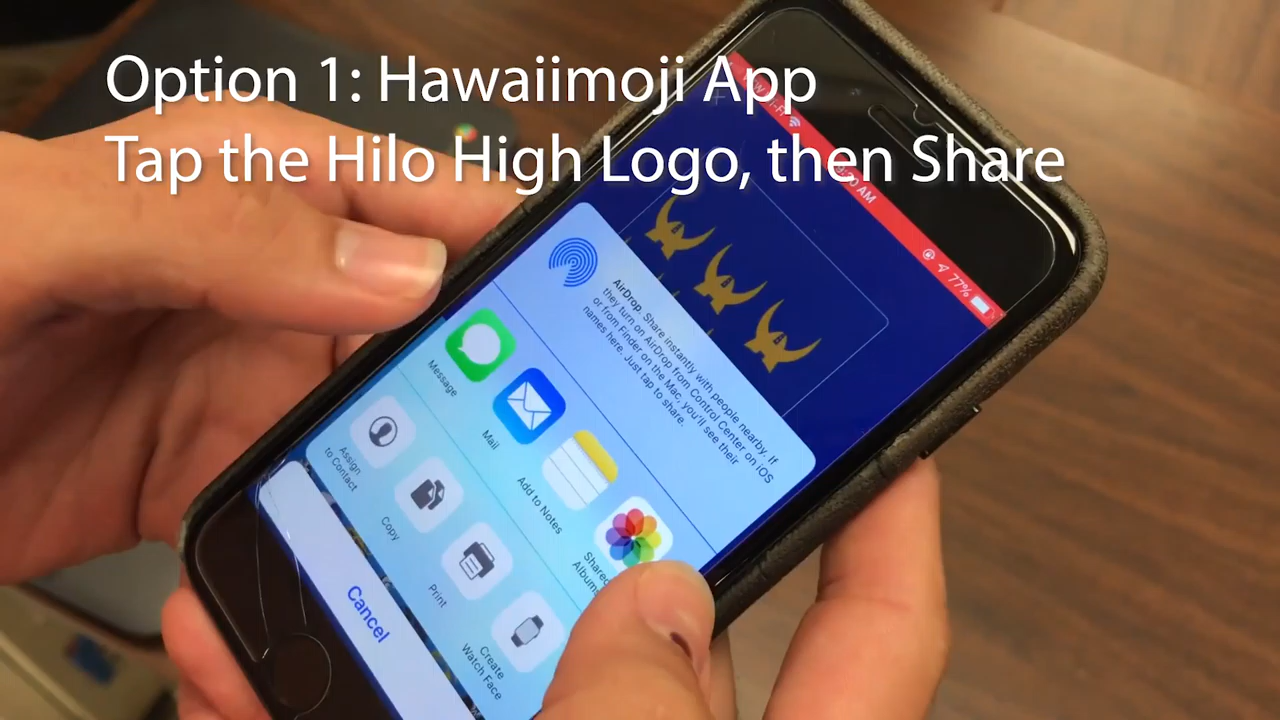 Option 1: Hawaiimoji App
Tap the Hilo High Logo, then Share
77%
AirDrop. Share instantly with people nearby. If
they turn on AirDrop from Control Center on iOS
or from Finder on the Mac, you'll see their
names here. Just tap to share.
Message
Mail
Add to Notes
Shared
Albums
Assign
to Contact
Copy
Print
Create
Watch Face
Cancel